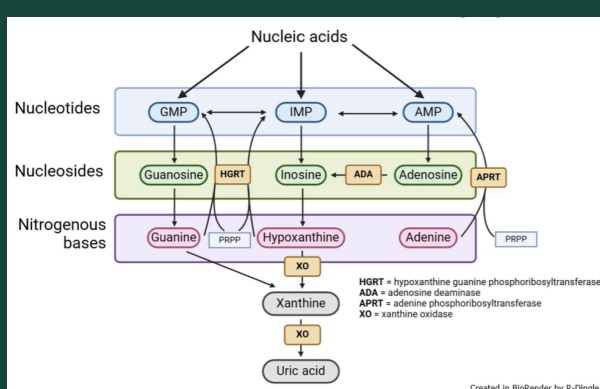 Nucleic acids
Nucleotides
GMP
IMP
AMP
Nucleosides
Guanosine
HGRT
Inosine
ADA
Adenosine
APRT
Nitrogenous
bases
Guanine
PRPP
Hypoxanthine
Adenine
PRPP
XO
Xanthine
HGRT = hypoxanthine guanine phosphoribosyltransferase
ADA = adenosine deaminase
APRT = adenine phosphoribosyltransferase
XO = xanthine oxidase
XO
Uric acid
Created in BioRender by R-Dingle